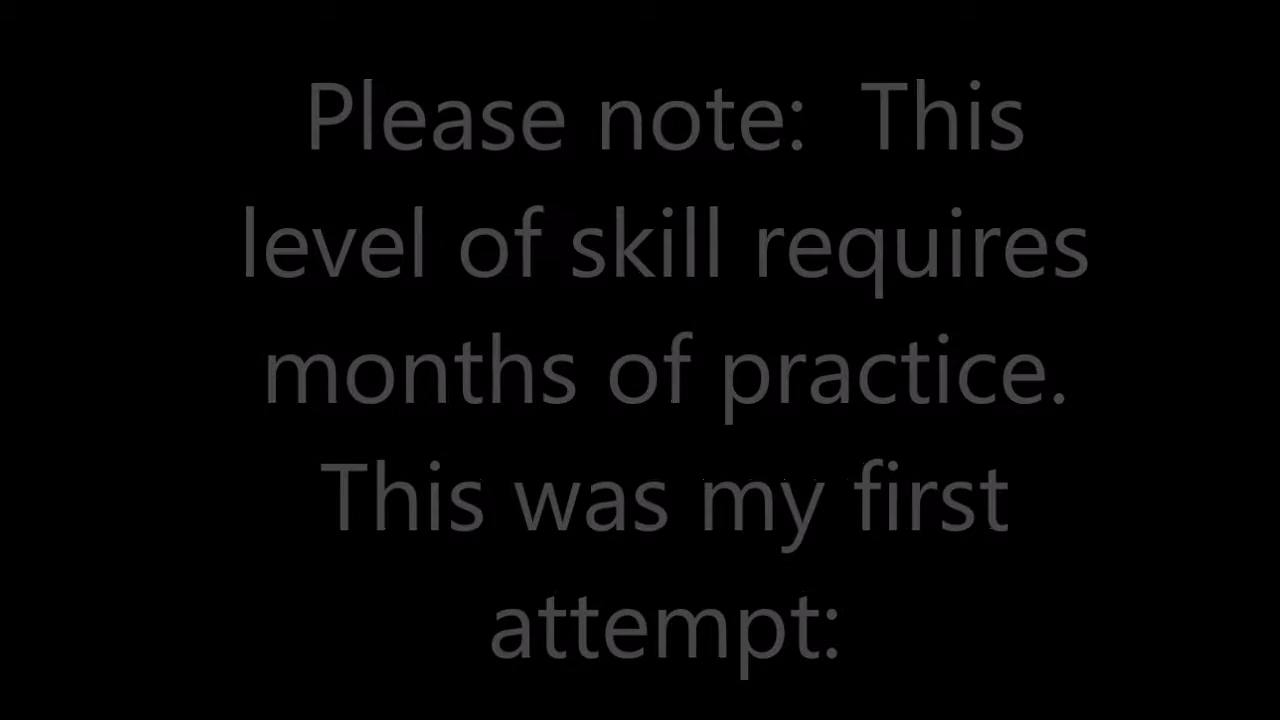 Please note:  This
level of skill requires
months of practice.
This was my first
attempt: